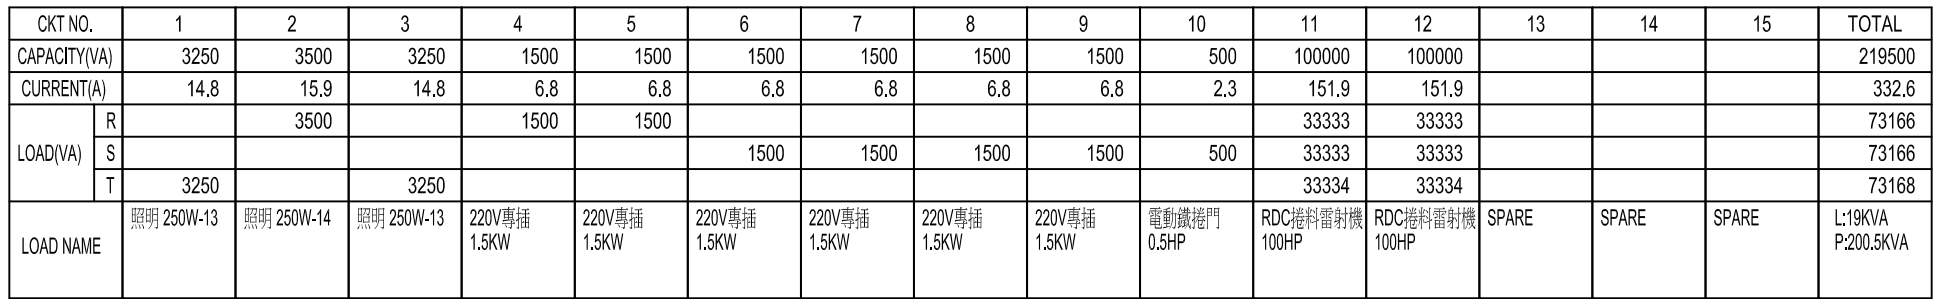 CKT NO. 1 2 3 4 5 6 7 8 9 10 11 12 13 14 15 TOTAL
CAPACITY(VA) 3250 3500 3250 1500 1500 1500 1500 1500 1500 500 100000 100000 219500
CURRENT(A) 14.8 15.9 14.8 6.8 6.8 6.8 6.8 6.8 6.8 2.3 151.9 151.9 332.6
LOAD(VA) R 3500 1500 1500 33333 33333 73166
S 1500 1500 1500 1500 500 33333 33333 73166
T 3250 3250 33334 33334 73168
LOAD NAME 照明 250W-13 照明 250W-14 照明 250W-13 220V專插 220V專插 220V專插 220V專插 220V專插 220V專插 電動鐵捲門 RDC捲料雷射機 RDC捲料雷射機 SPARE SPARE SPARE L:19KVA
1.5KW 1.5KW 1.5KW 1.5KW 1.5KW 1.5KW 0.5HP 100HP 100HP P:200.5KVA